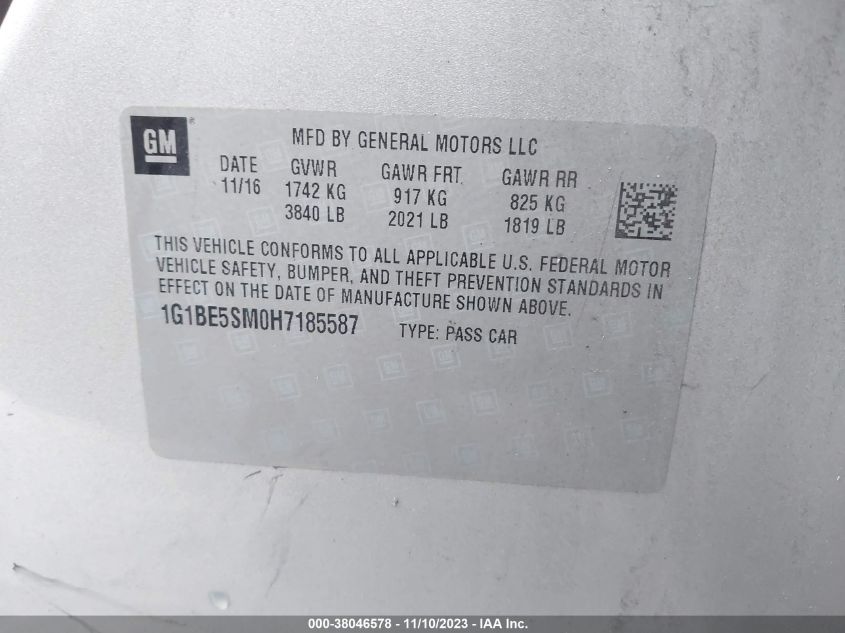 GM
MFD BY GENERAL MOTORS LLC
DATE GVWR GAWR FRT. GAWR RR
11/16 1742 KG 917 KG 825 KG
3840 LB 2021 LB 1819 LB
THIS VEHICLE CONFORMS TO ALL APPLICABLE U.S. FEDERAL MOTOR
VEHICLE SAFETY, BUMPER, AND THEFT PREVENTION STANDARDS IN
EFFECT ON THE DATE OF MANUFACTURE SHOWN ABOVE.
1G1BE5SM0H7185587 TYPE: PASS CAR
000-38046578 - 11/10/2023 - IAA Inc.